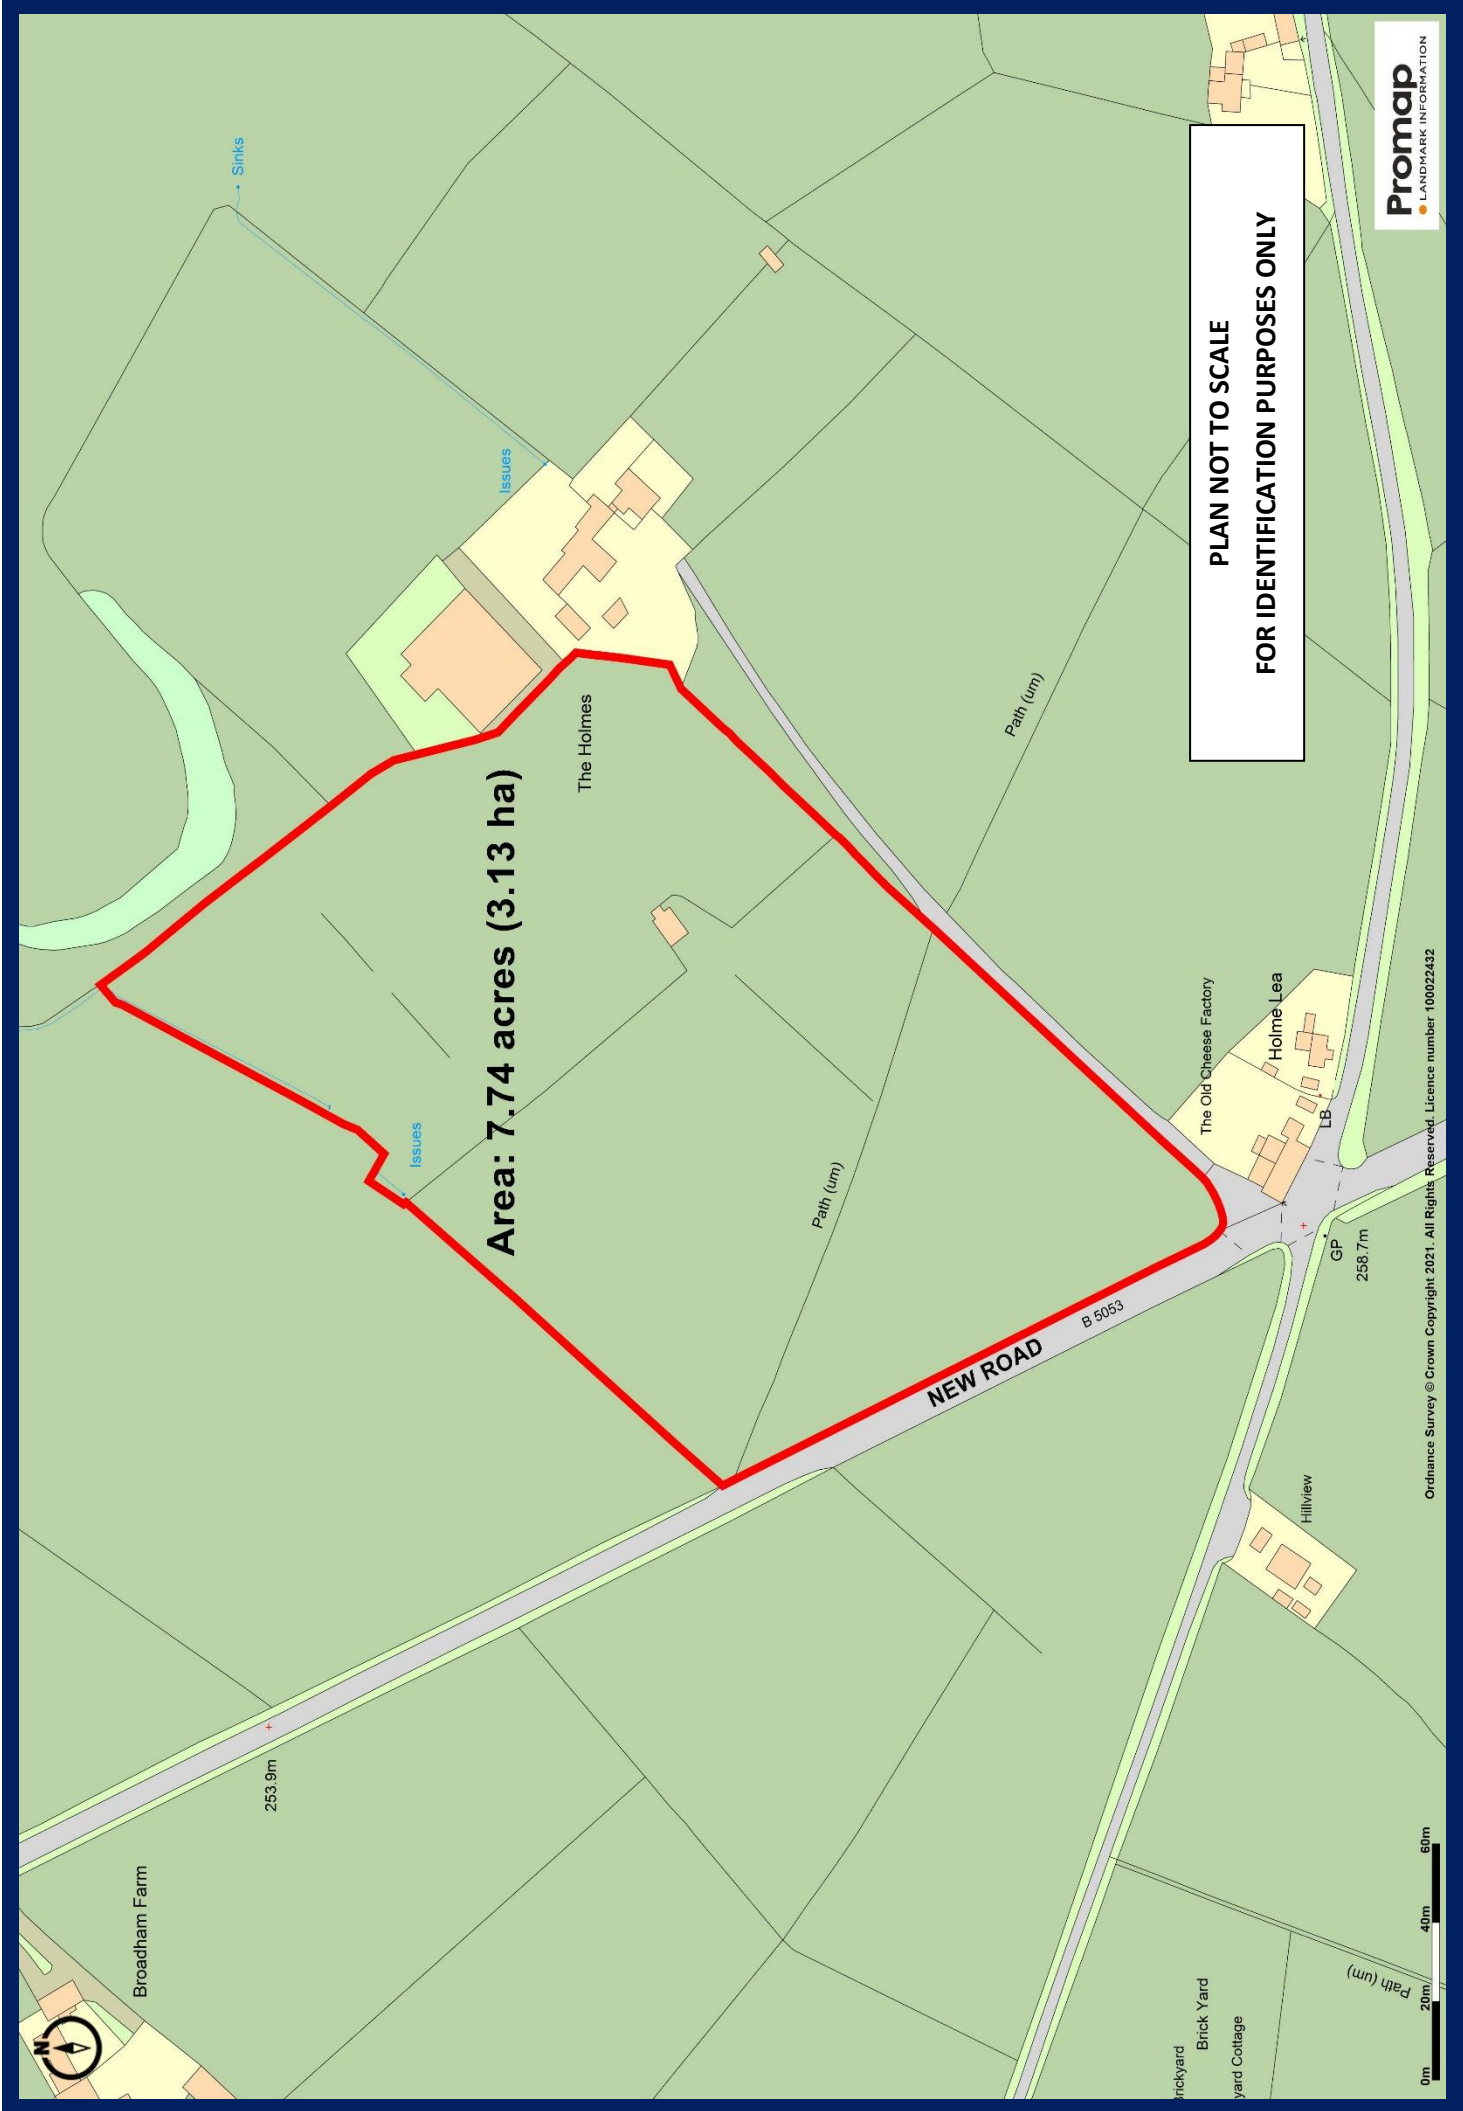 Broadham Farm
N
253.9m
Sinks
Issues
Issues
The Holmes
Area: 7.74 acres (3.13 ha)
Path (um)
Path (um)
NEW ROAD
B 5053
The Old Cheese Factory
Holme Lea
LB
GP
258.7m
Hillview
rickyard
Brick Yard
yard Cottage
Path (um)
PLAN NOT TO SCALE
FOR IDENTIFICATION PURPOSES ONLY
Promap
LANDMARK INFORMATION
0m 20m 40m 60m
Ordnance Survey © Crown Copyright 2021. All Rights Reserved. Licence number 100022432